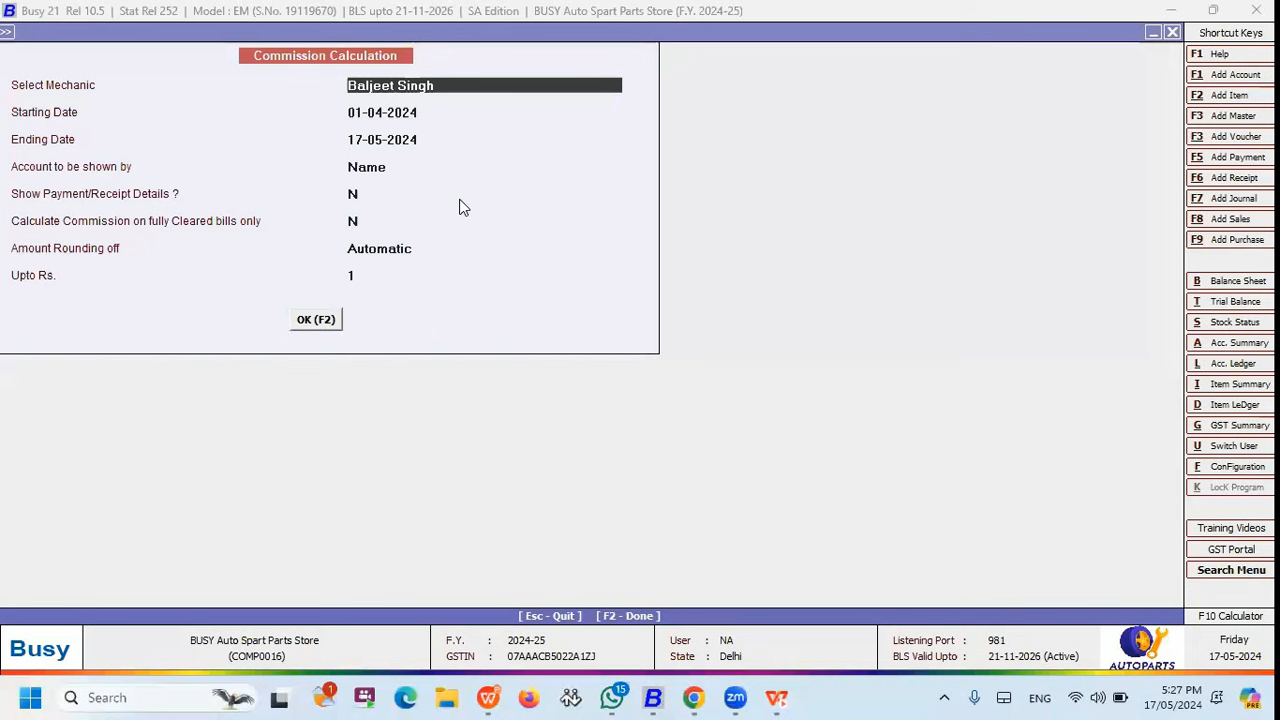 Busy 21 Rel 10.5 | Stat Rel 252 | Model : EM (S.No. 19119670) | BLS upto 21-11-2026 | SA Edition | BUSY Auto Spart Parts Store (F.Y. 2024-25)
>>
Commission Calculation
Select Mechanic Baljeet Singh
Starting Date 01-04-2024
Ending Date 17-05-2024
Account to be shown by Name
Show Payment/Receipt Details ? N
Calculate Commission on fully Cleared bills only N
Amount Rounding off Automatic
Upto Rs. 1
OK (F2)
Shortcut Keys
F1 Help
F1 Add Account
F2 Add Item
F3 Add Master
F3 Add Voucher
F5 Add Payment
F6 Add Receipt
F7 Add Journal
F8 Add Sales
F9 Add Purchase
B Balance Sheet
T Trial Balance
S Stock Status
A Acc. Summary
L Acc. Ledger
I Item Summary
D Item LeDger
G GST Summary
U Switch User
F ConFiguration
K LocK Program
Training Videos
GST Portal
Search Menu
[ Esc - Quit ] [ F2 - Done ]
F10 Calculator
Busy
BUSY Auto Spart Parts Store
(COMP0016)
F.Y. : 2024-25
GSTIN : 07AAACB5022A1ZJ
User : NA
State : Delhi
Listening Port : 981
BLS Valid Upto : 21-11-2026 (Active)
AUTOPARTS
Friday
17-05-2024
Search
1
15
ENG
5:27 PM
17/05/2024
PRE